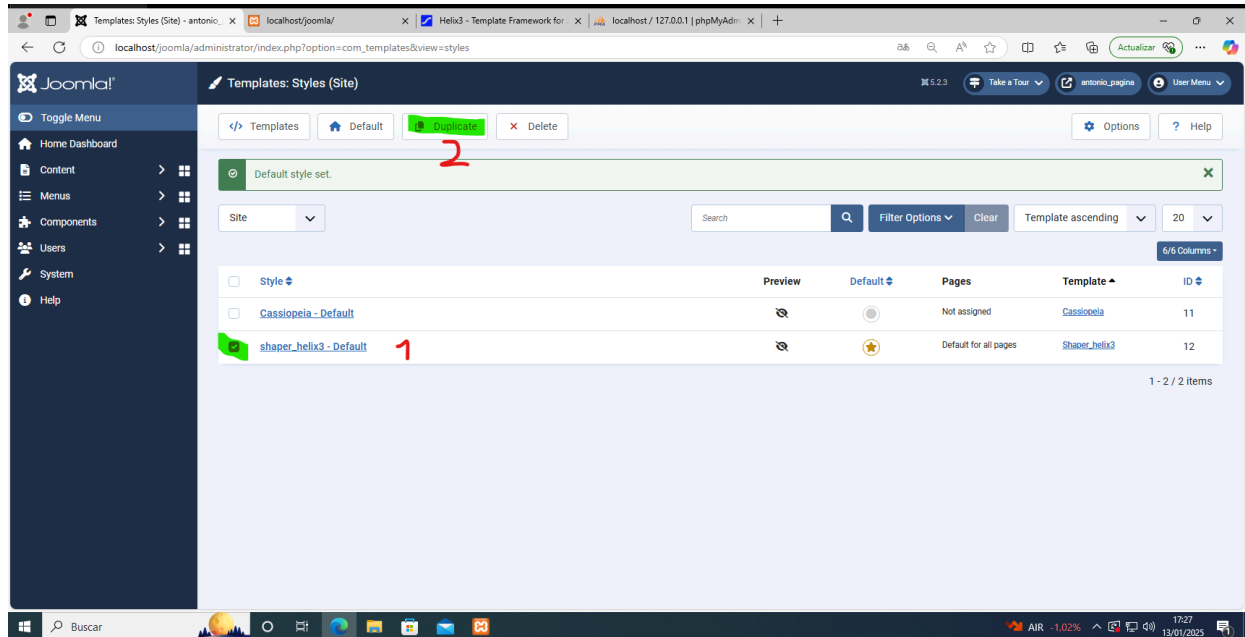 Templates: Styles (Site) - antonio_
localhost/joomla/
Helix3 - Template Framework for
localhost / 127.0.0.1 | phpMyAdm
localhost/joomla/administrator/index.php?option=com_templates&view=styles
Actualizar
Joomla!
Templates: Styles (Site)
5.2.3
Take a Tour
antonio_pagina
User Menu
Toggle Menu
Templates
Default
Duplicate
Delete
Options
? Help
2
Home Dashboard
Content
Default style set.
Menus
Components
Site
Search
Filter Options
Clear
Template ascending
20
Users
6/6 Columns
System
Style
Preview
Default
Pages
Template
ID
Help
Cassiopeia - Default
Not assigned
Cassiopeia
11
shaper_helix3 - Default
1
Default for all pages
Shaper_helix3
12
1 - 2 / 2 items
Buscar
AIR -1,02%
17:27
13/01/2025
1